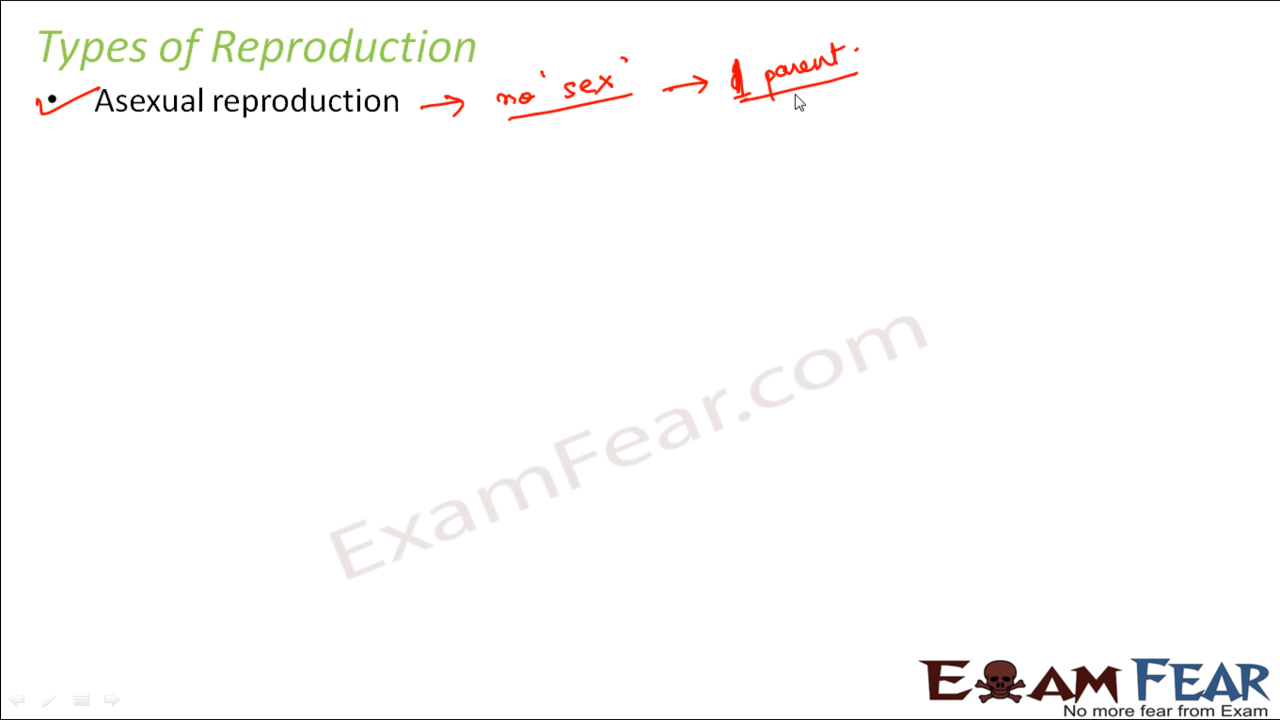 Types of Reproduction
• Asexual reproduction → no 'sex' → 1 parent.
ExamFear.com
EXAM FEAR
No more fear from Exam